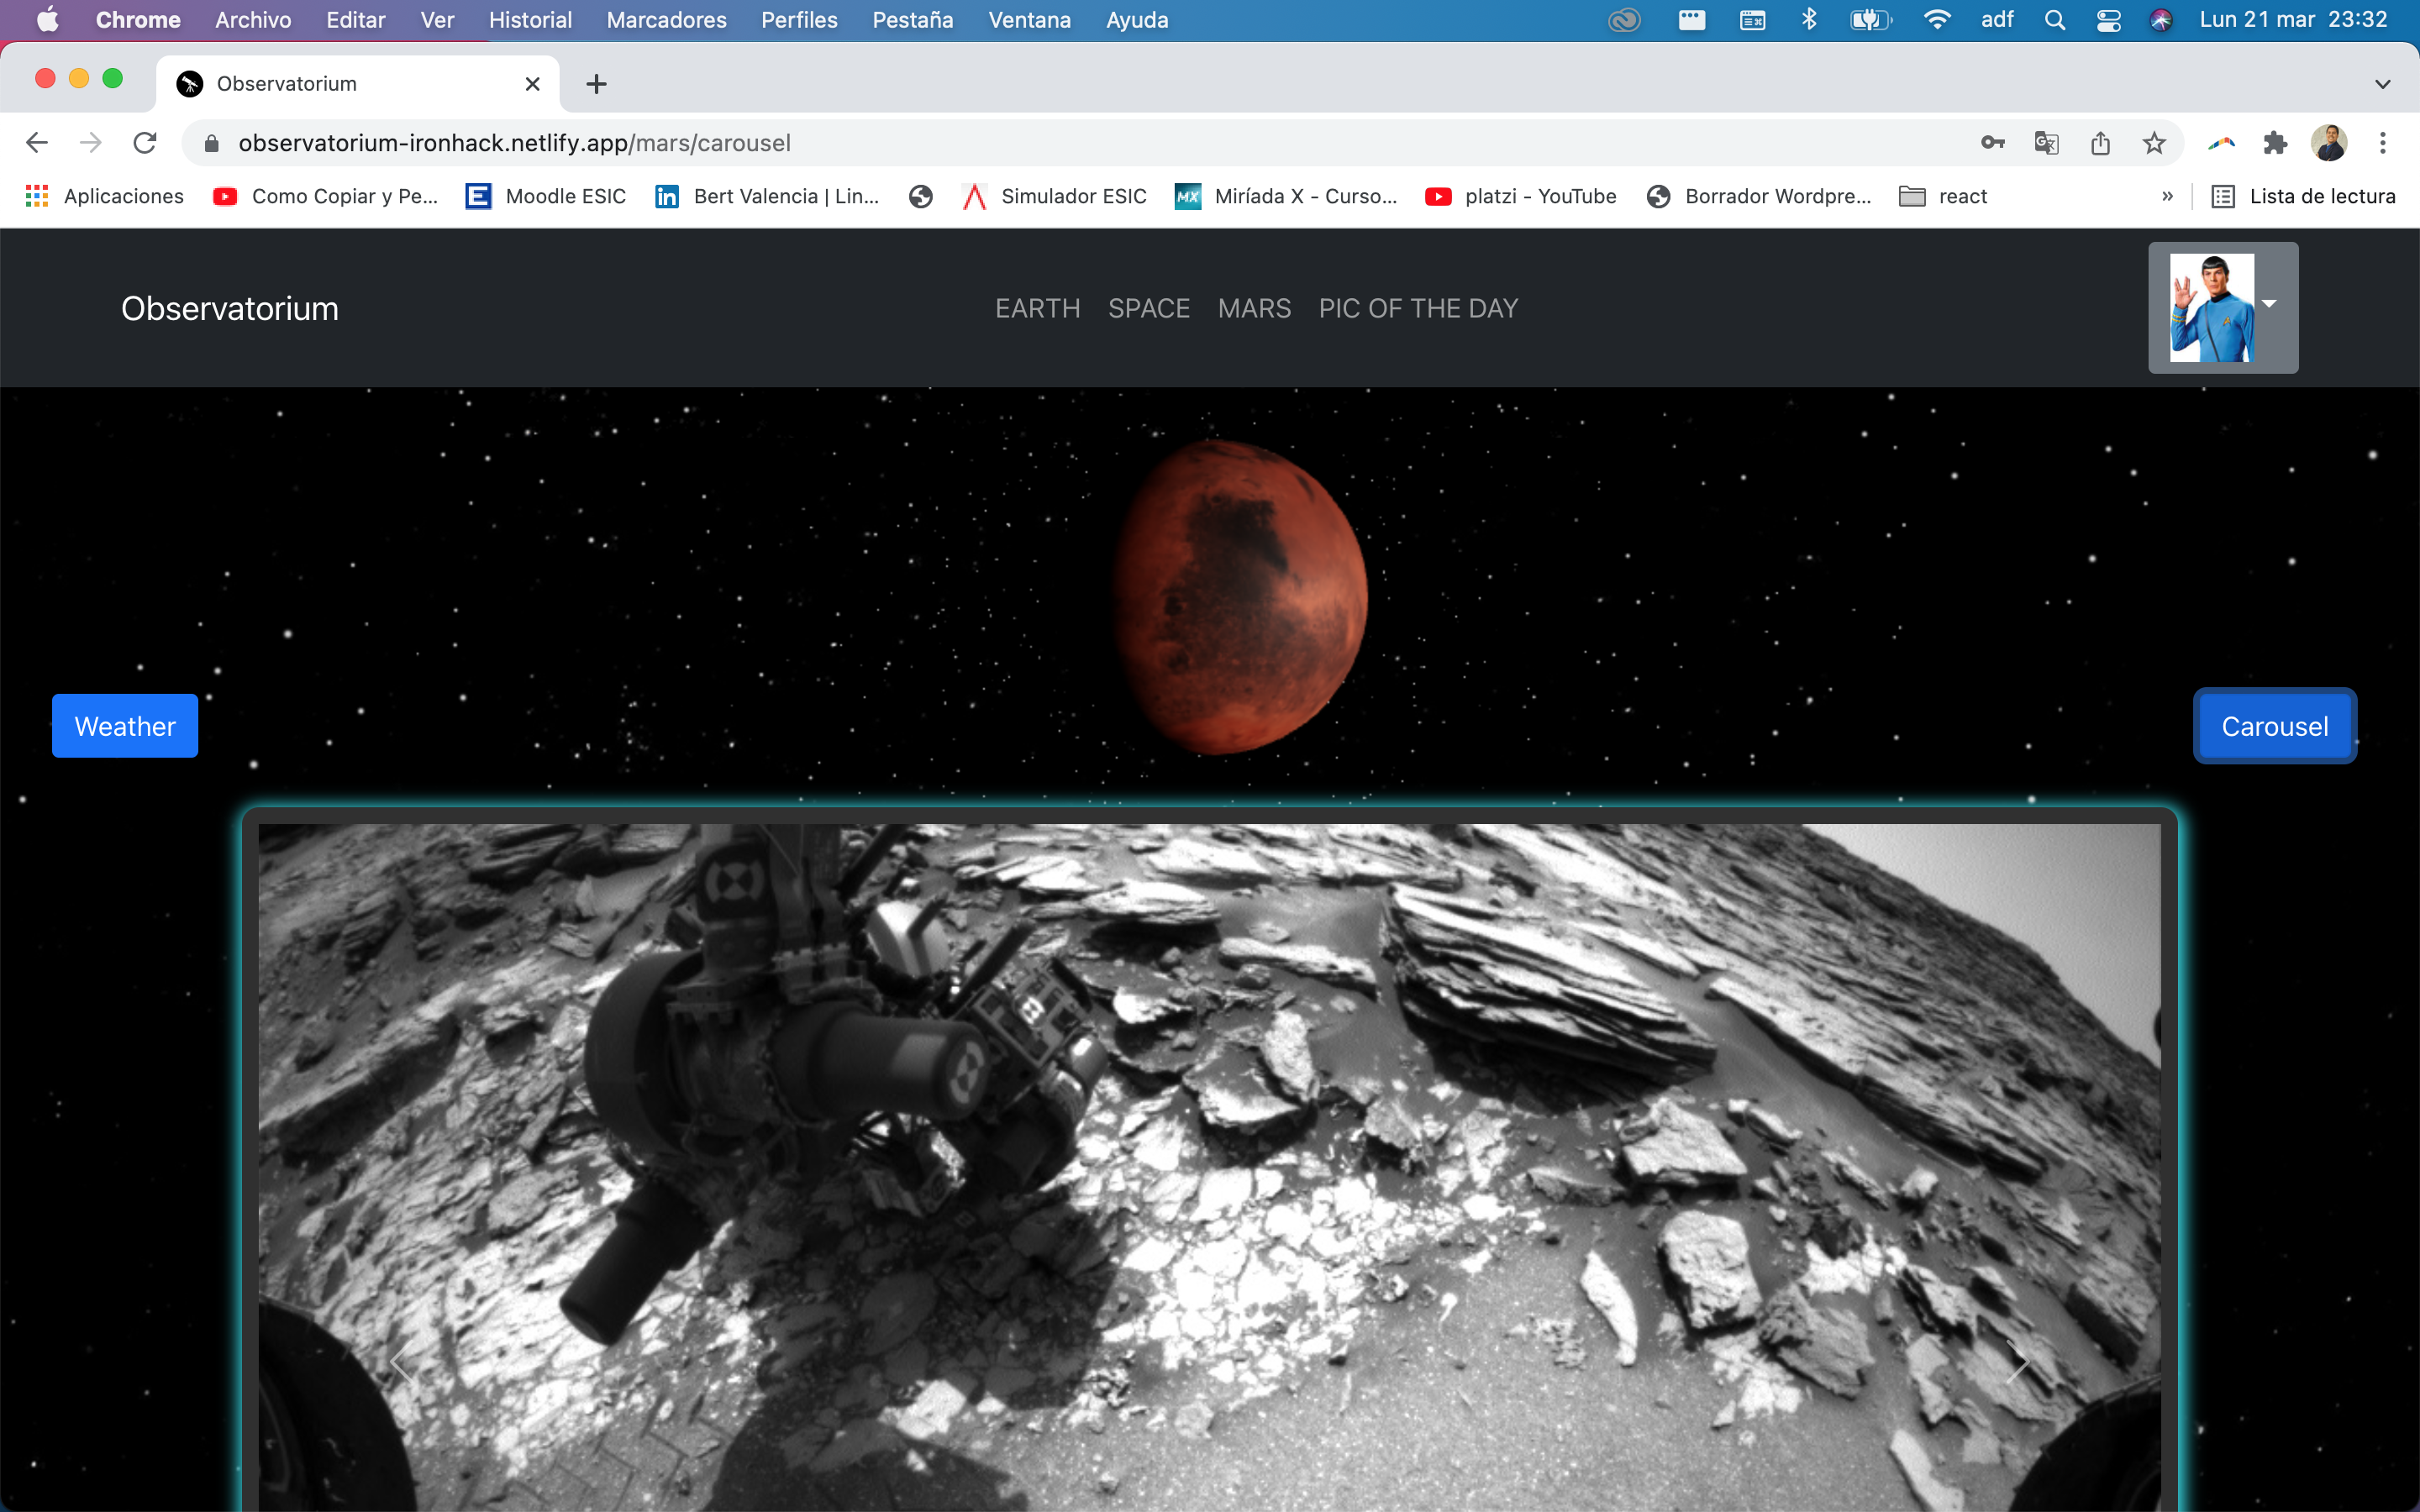 Chrome Archivo Editar Ver Historial Marcadores Perfiles Pestaña Ventana Ayuda adf Lun 21 mar 23:32
Observatorium
observatorium-ironhack.netlify.app/mars/carousel
Aplicaciones Como Copiar y Pe... E Moodle ESIC in Bert Valencia | Lin... Simulador ESIC MX Miríada X - Curso... platzi - YouTube Borrador Wordpre... react » Lista de lectura
Observatorium EARTH SPACE MARS PIC OF THE DAY
Weather Carousel